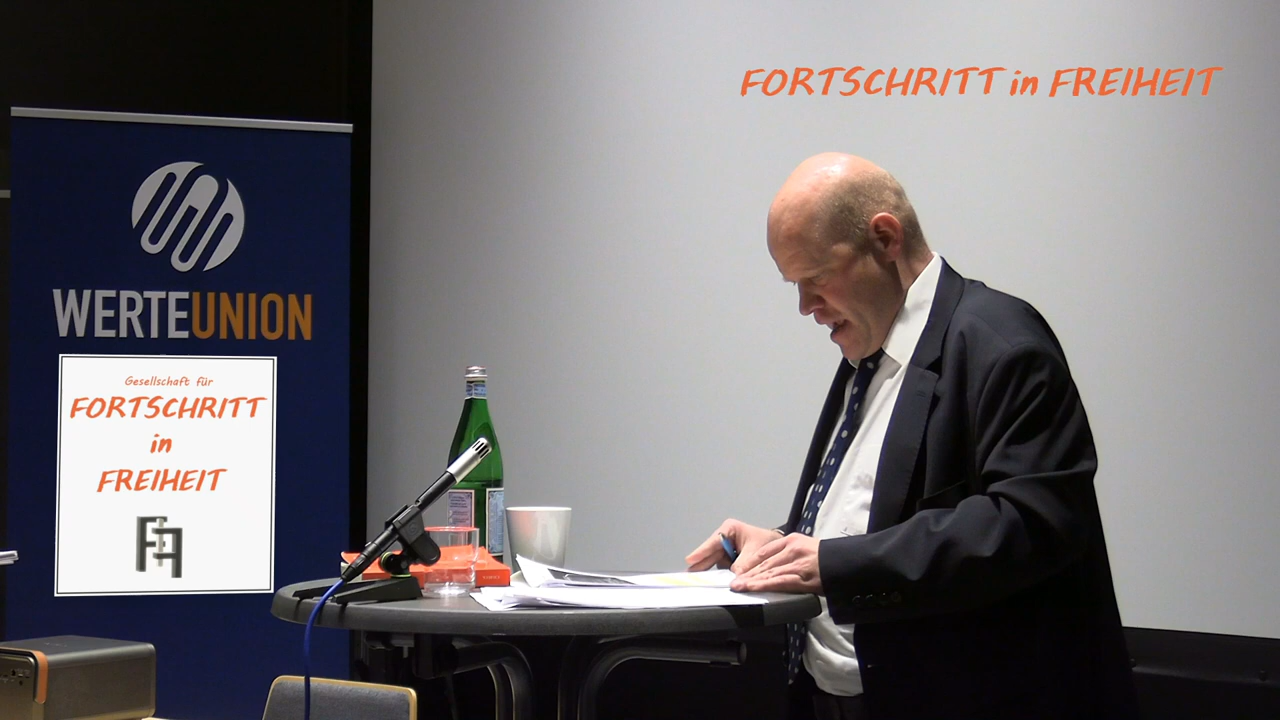 FORTSCHRITT in FREIHEIT
WERTEUNION
Gesellschaft für
FORTSCHRITT
in
FREIHEIT